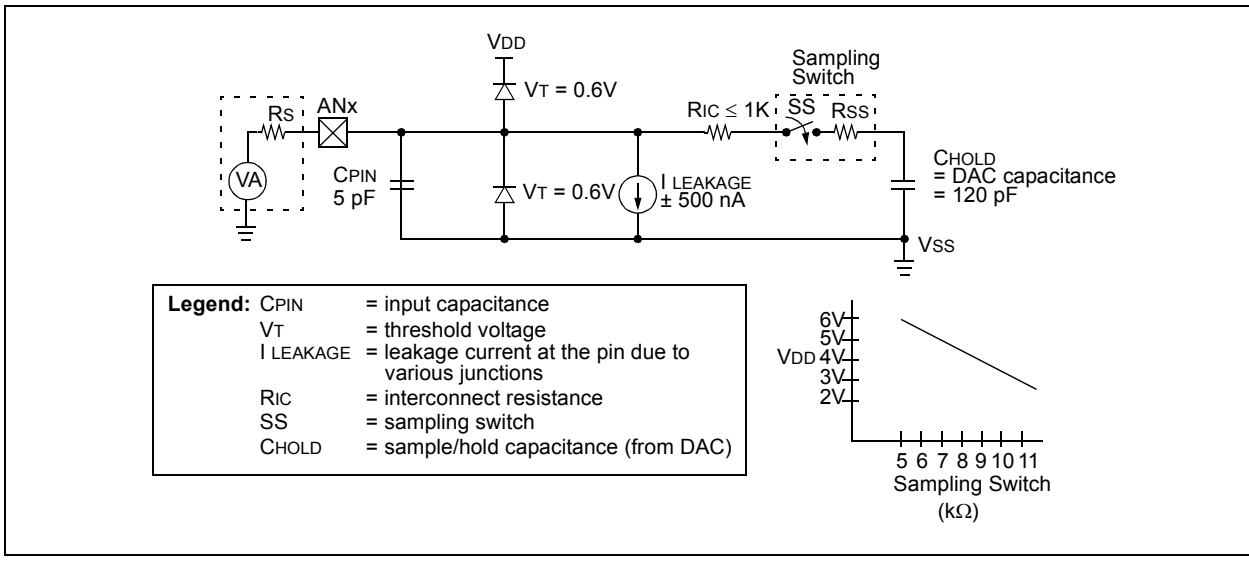 VDD
Sampling
Switch
VT = 0.6V
RS
ANx
RIC ≤ 1K
SS
RSS
VA
CPIN
5 pF
VT = 0.6V
I LEAKAGE
± 500 nA
CHOLD
= DAC capacitance
= 120 pF
VSS
Legend: CPIN = input capacitance
VT = threshold voltage
I LEAKAGE = leakage current at the pin due to
various junctions
RIC = interconnect resistance
SS = sampling switch
CHOLD = sample/hold capacitance (from DAC)
6V
5V
VDD 4V
3V
2V
5 6 7 8 9 10 11
Sampling Switch
(kΩ)